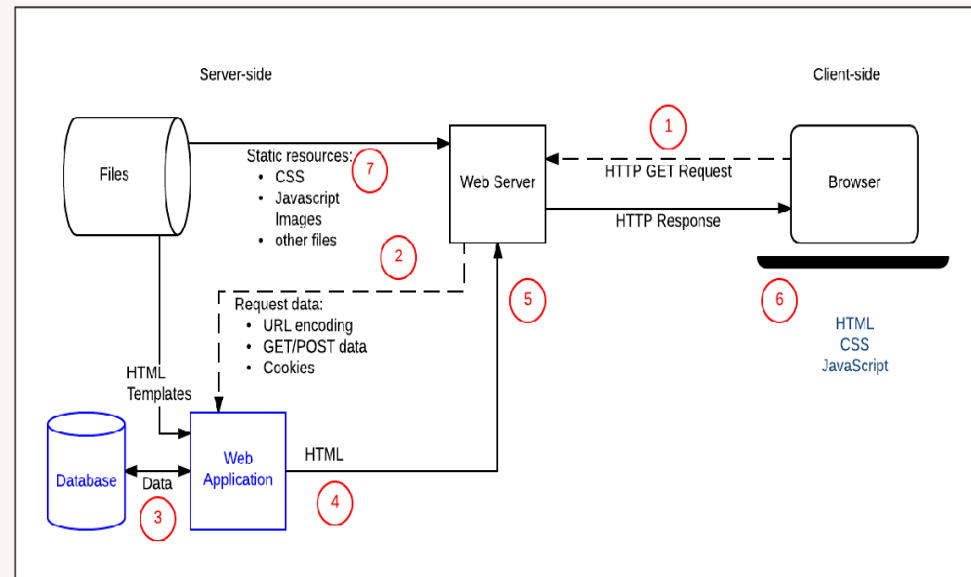 Server-side
Client-side
1
Files
Static resources:
7
• CSS
• Javascript
Images
• other files
Web Server
HTTP GET Request
HTTP Response
Browser
2
Request data:
• URL encoding
• GET/POST data
• Cookies
5
6
HTML
CSS
JavaScript
HTML
Templates
Database
Data
3
Web
Application
HTML
4